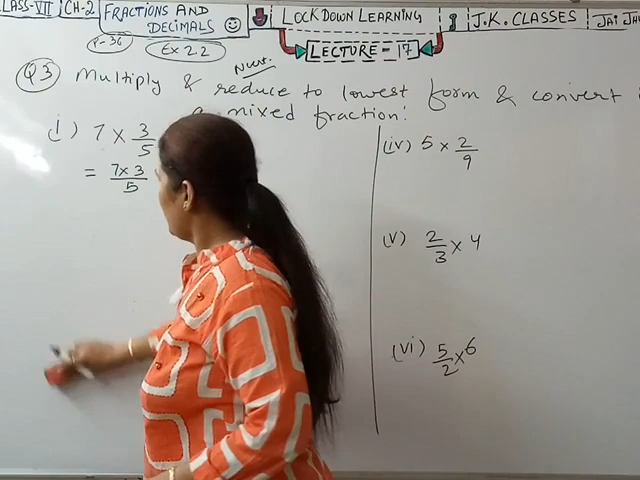 LASS-VII CH-2 FRACTIONS AND DECIMALS LOCKDOWN LEARNING J.K. CLASSES JAI
P-36 Ex 2.2 LECTURE - 17
Q3 Multiply & reduce to lowest form & convert
Num.
a mixed fraction:
(i) 7 × 3/5
= 7×3/5
(iv) 5 × 2/9
(v) 2/3 × 4
(vi) 5/2 × 6